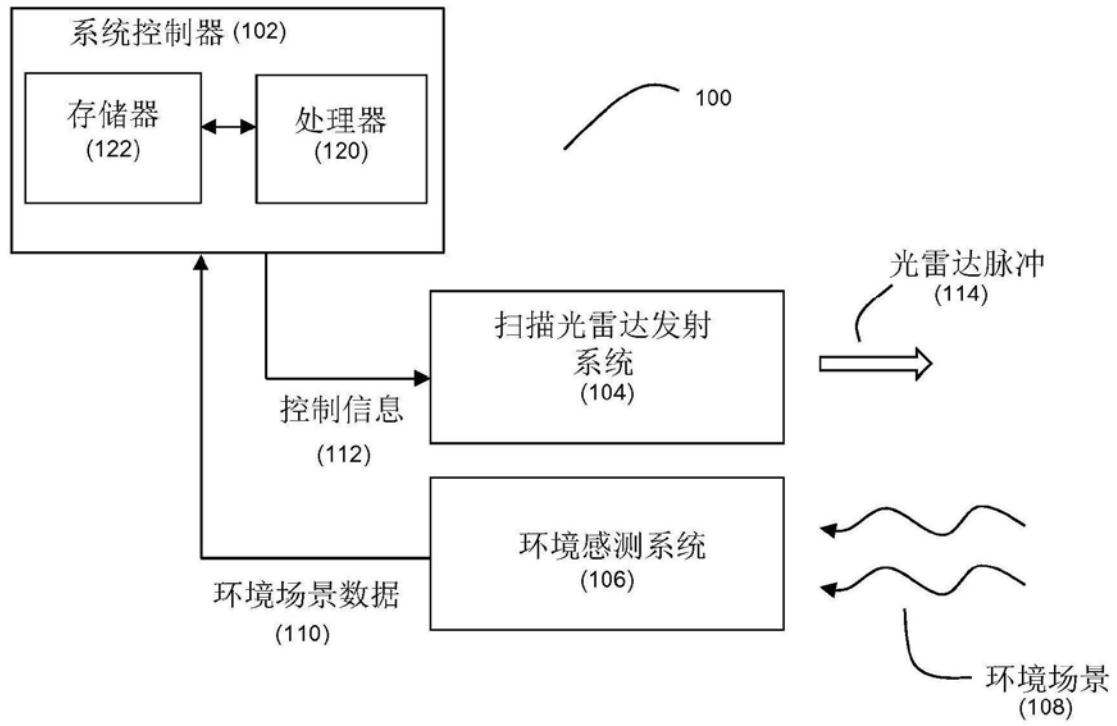 系统控制器 (102)
存储器
(122)
处理器
(120)
100
光雷达脉冲
(114)
扫描光雷达发射
系统
(104)
控制信息
(112)
环境感测系统
(106)
环境场景数据
(110)
环境场景
(108)